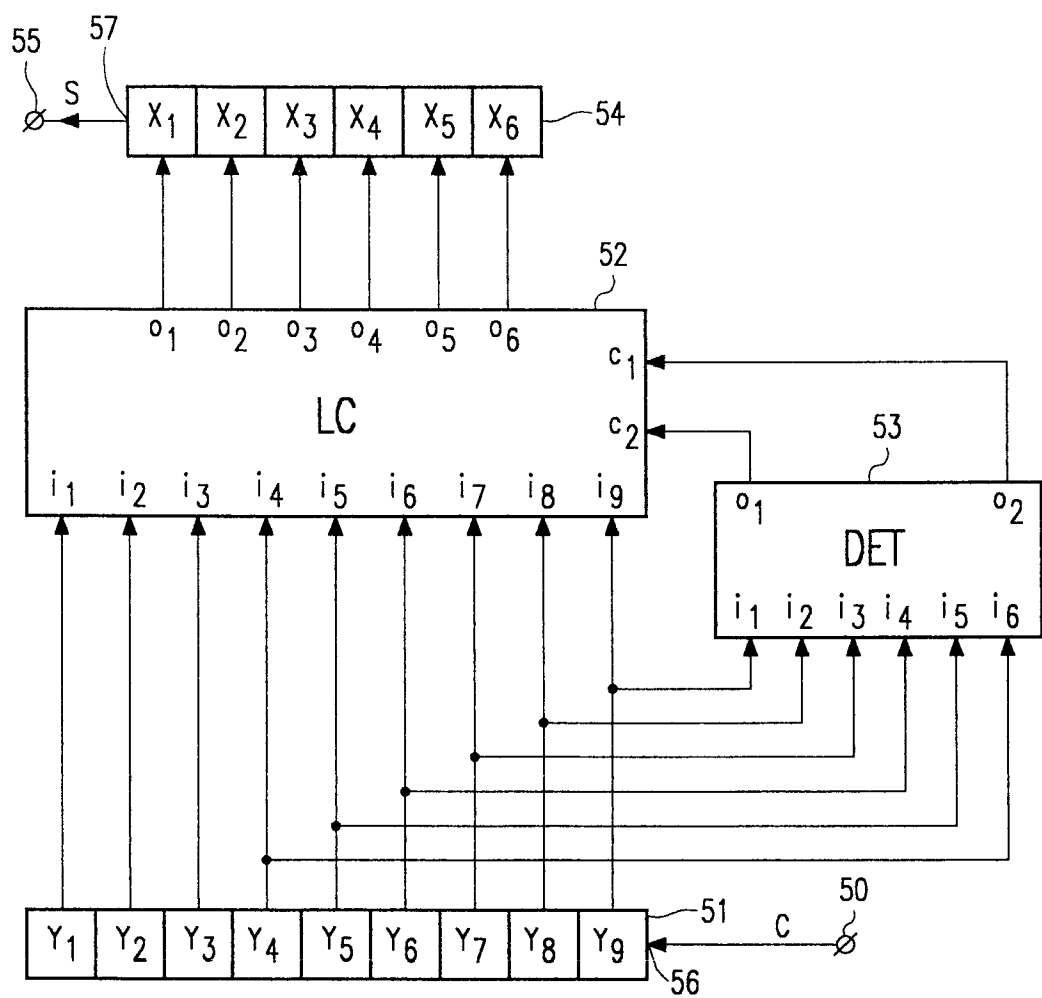 55
57
S
X1 X2 X3 X4 X5 X6
54
52
o1 o2 o3 o4 o5 o6
c1
LC
c2
53
i1 i2 i3 i4 i5 i6 i7 i8 i9
o1 o2
DET
i1 i2 i3 i4 i5 i6
Y1 Y2 Y3 Y4 Y5 Y6 Y7 Y8 Y9
51
C
50
56